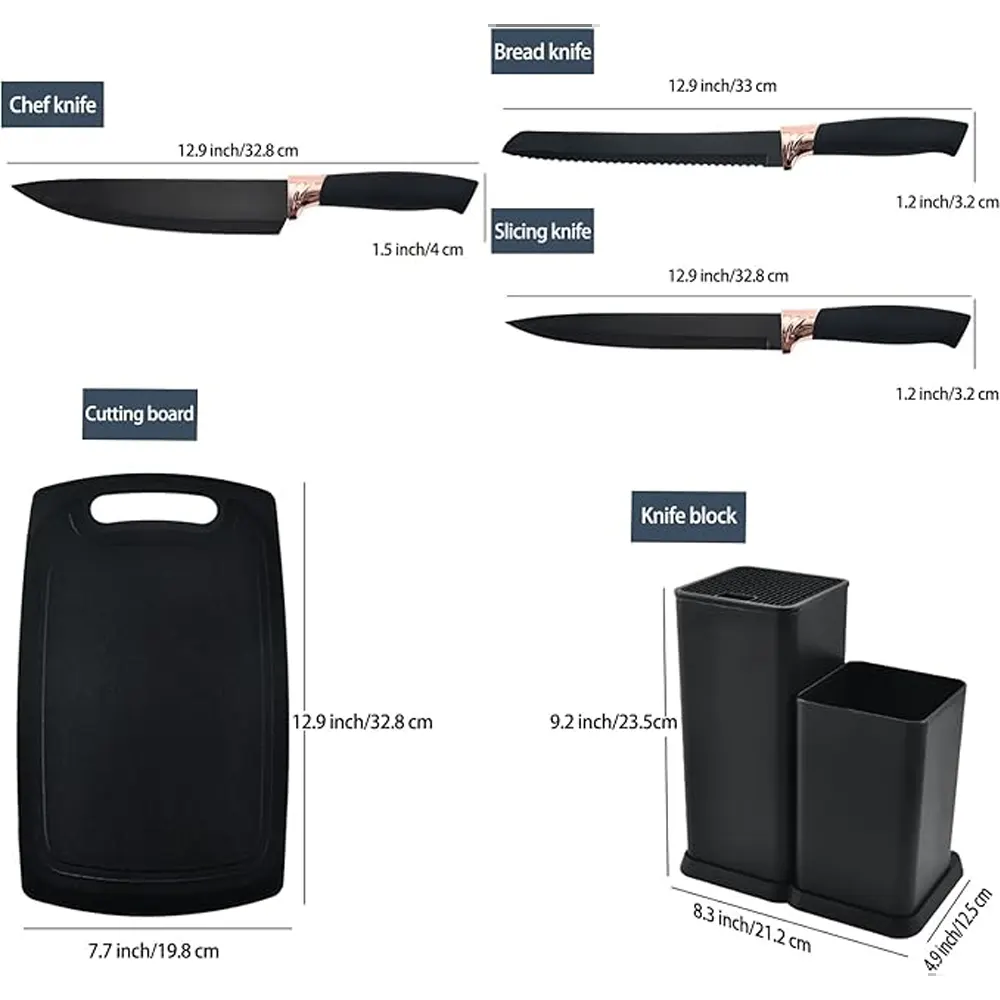 Chef knife
12.9 inch/32.8 cm
1.5 inch/4 cm
Bread knife
12.9 inch/33 cm
1.2 inch/3.2 cm
Slicing knife
12.9 inch/32.8 cm
1.2 inch/3.2 cm
Cutting board
12.9 inch/32.8 cm
7.7 inch/19.8 cm
Knife block
9.2 inch/23.5cm
8.3 inch/21.2 cm
4.9 inch/12.5 cm